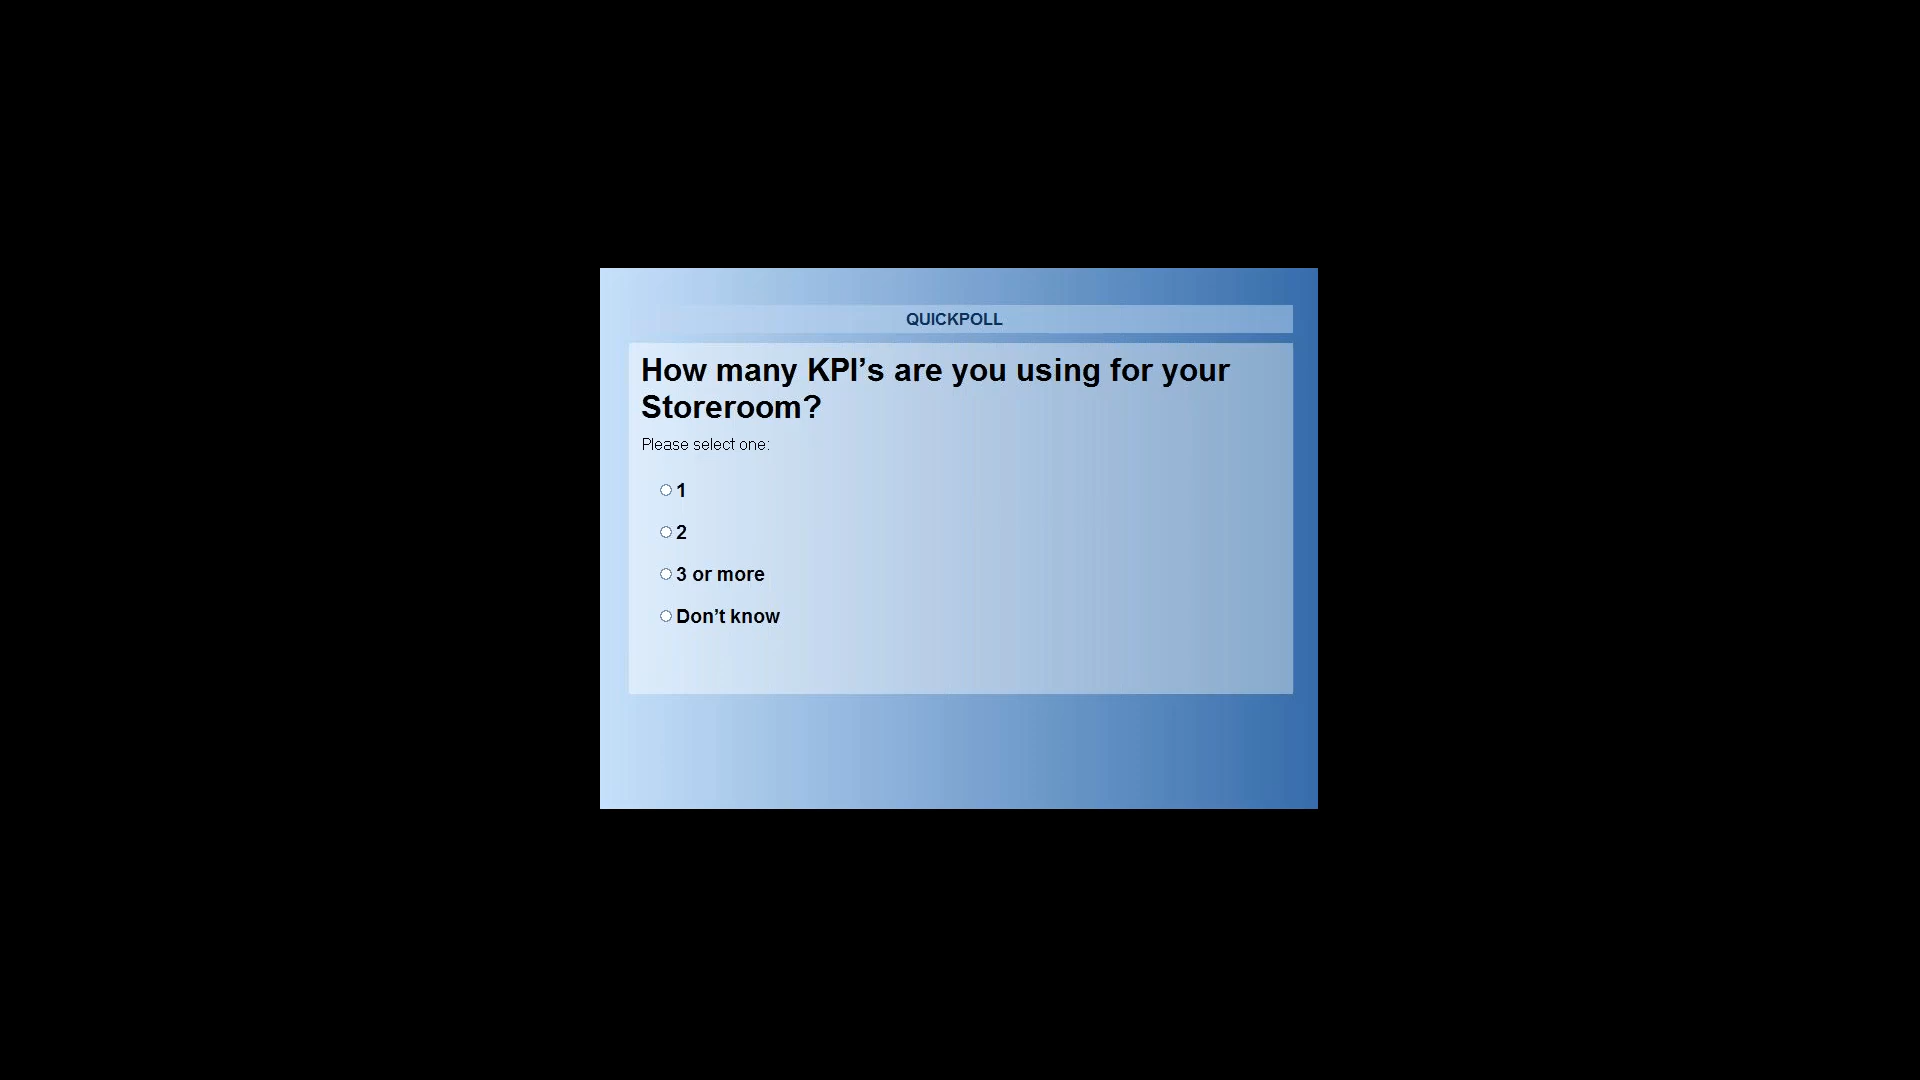 QUICKPOLL
How many KPI’s are you using for your
Storeroom?
Please select one:
1
2
3 or more
Don’t know